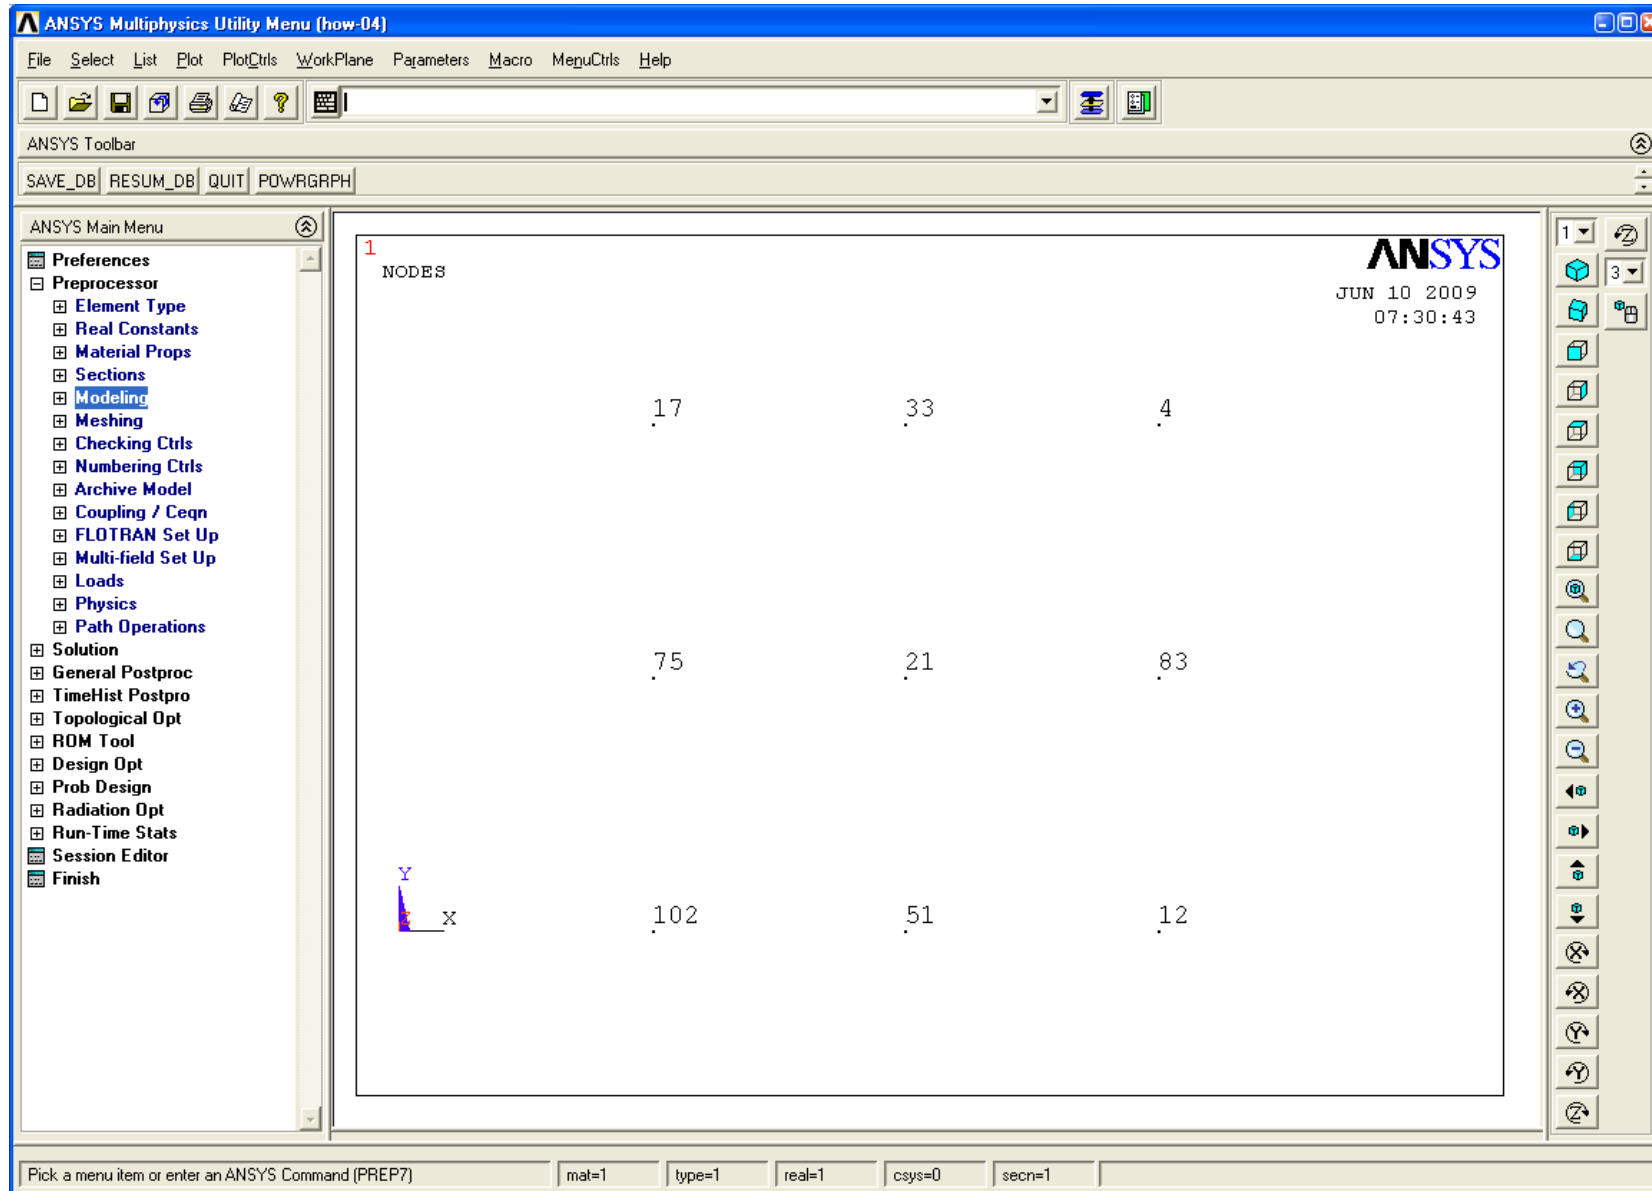 ANSYS Multiphysics Utility Menu (how-04)
File Select List Plot PlotCtrls WorkPlane Parameters Macro MenuCtrls Help
ANSYS Toolbar
SAVE_DB RESUM_DB QUIT POWRGRPH
ANSYS Main Menu
Preferences
Preprocessor
Element Type
Real Constants
Material Props
Sections
Modeling
Meshing
Checking Ctrls
Numbering Ctrls
Archive Model
Coupling / Ceqn
FLOTRAN Set Up
Multi-field Set Up
Loads
Physics
Path Operations
Solution
General Postproc
TimeHist Postpro
Topological Opt
ROM Tool
Design Opt
Prob Design
Radiation Opt
Run-Time Stats
Session Editor
Finish
1
NODES
ANSYS
JUN 10 2009
07:30:43
17 33 4
75 21 83
102 51 12
Y
Z X
1
3
X
X
Y
Y
Z
Z
Pick a menu item or enter an ANSYS Command (PREP7) mat=1 type=1 real=1 csys=0 secn=1